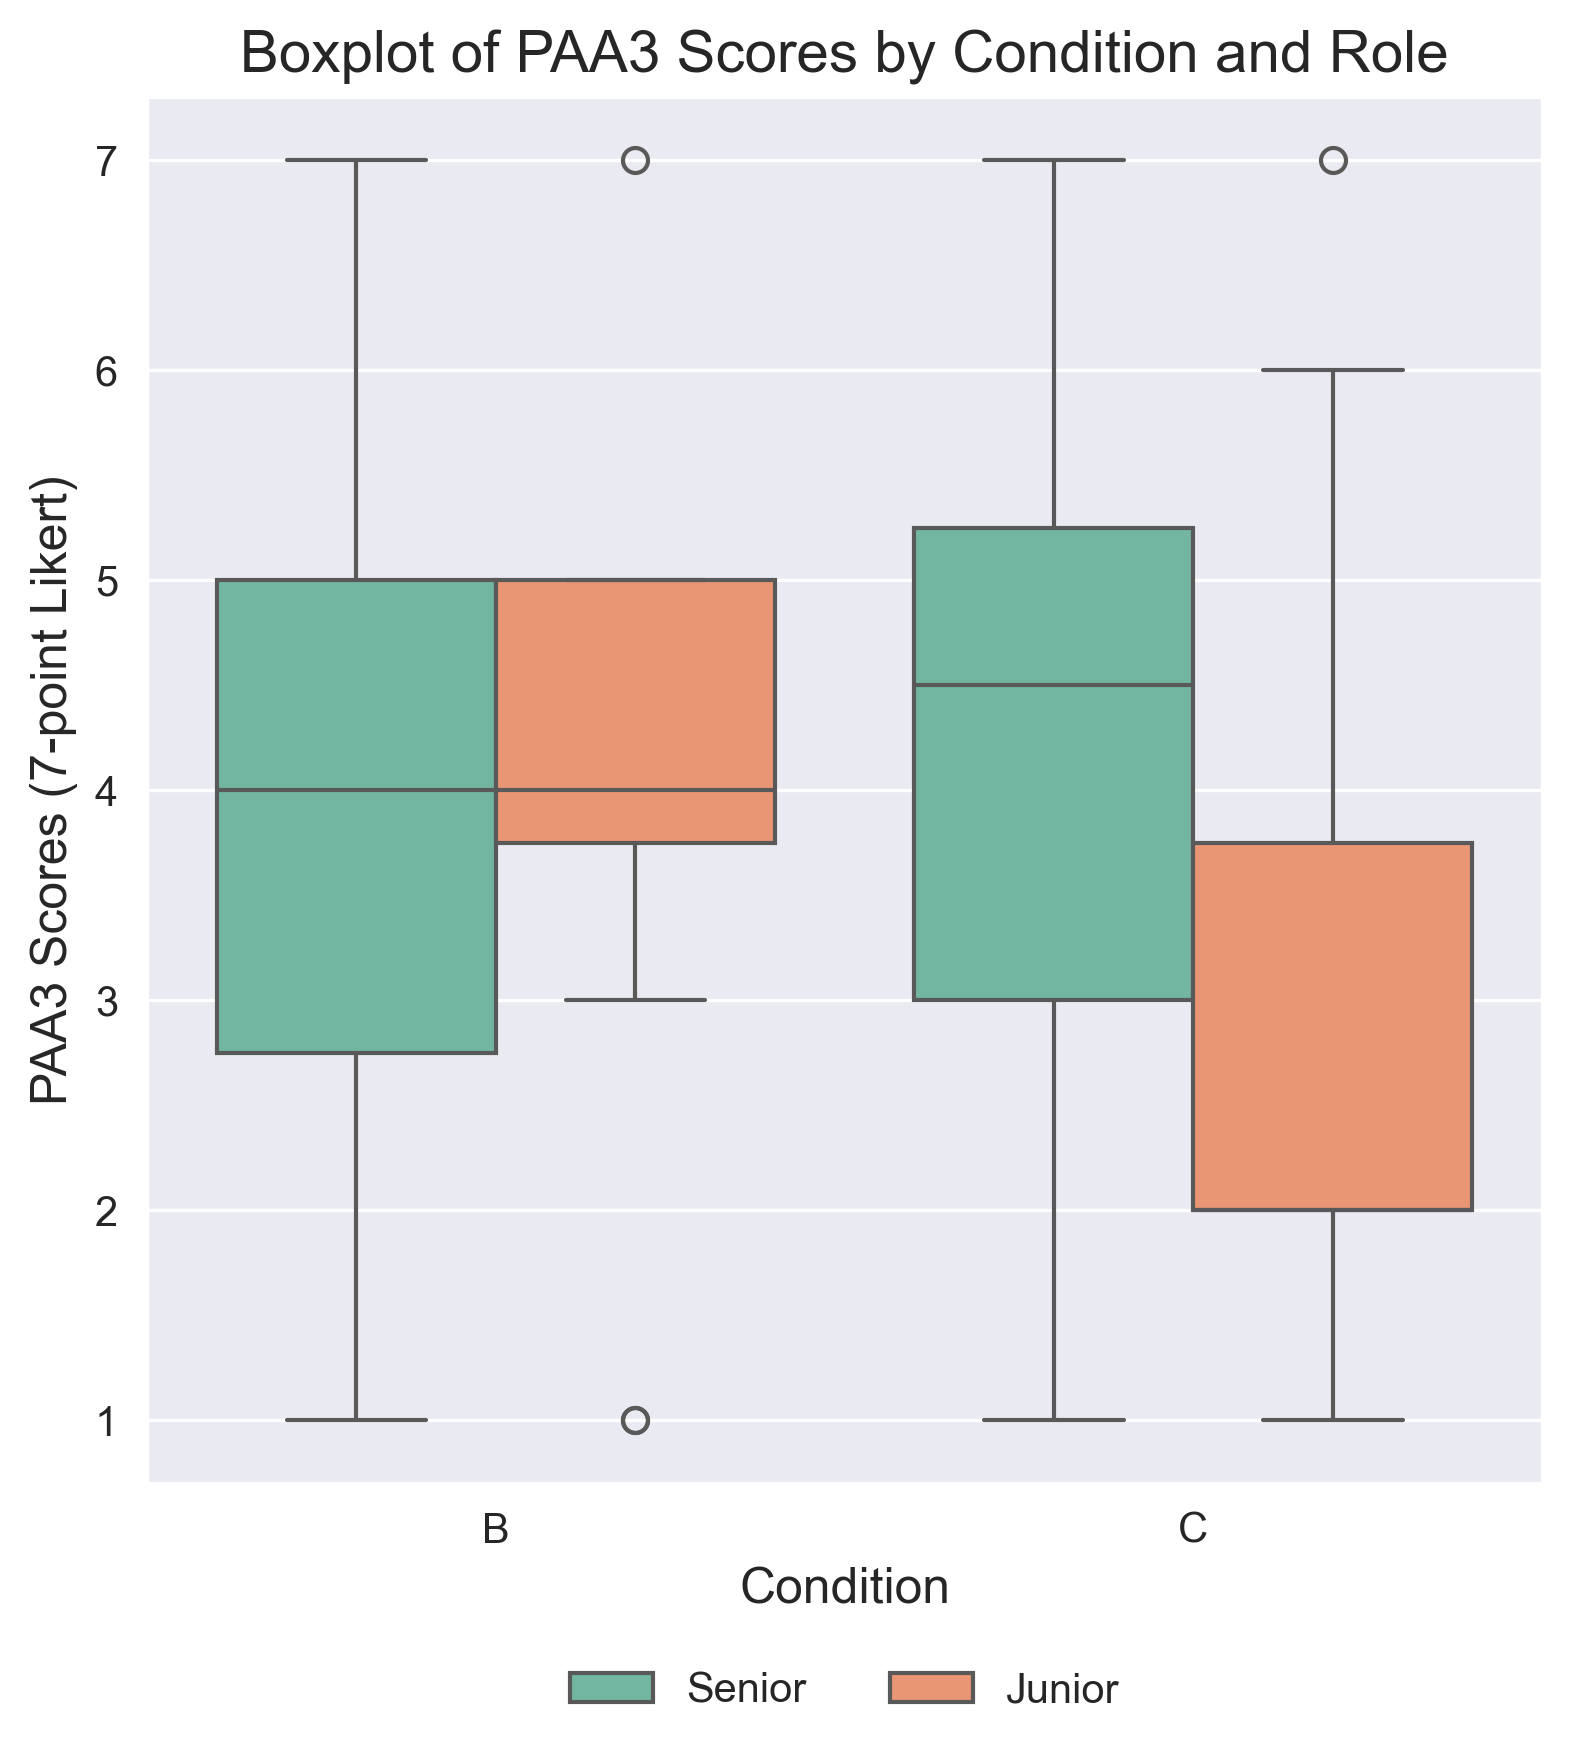 Boxplot of PAA3 Scores by Condition and Role
PAA3 Scores (7-point Likert)
7
6
5
4
3
2
1
B
C
Condition
Senior
Junior